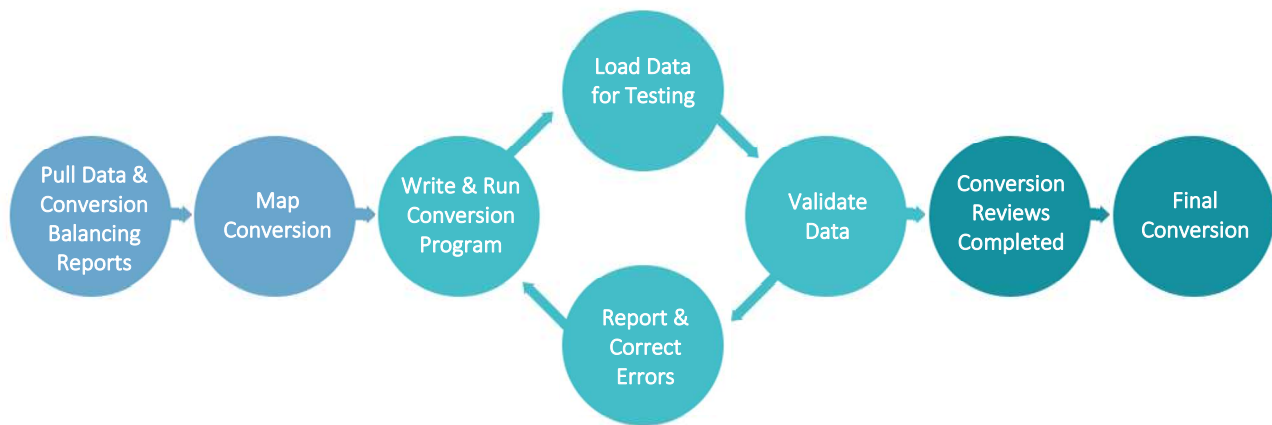 Pull Data &
Conversion
Balancing
Reports
Map
Conversion
Write & Run
Conversion
Program
Load Data
for Testing
Validate
Data
Report &
Correct
Errors
Conversion
Reviews
Completed
Final
Conversion